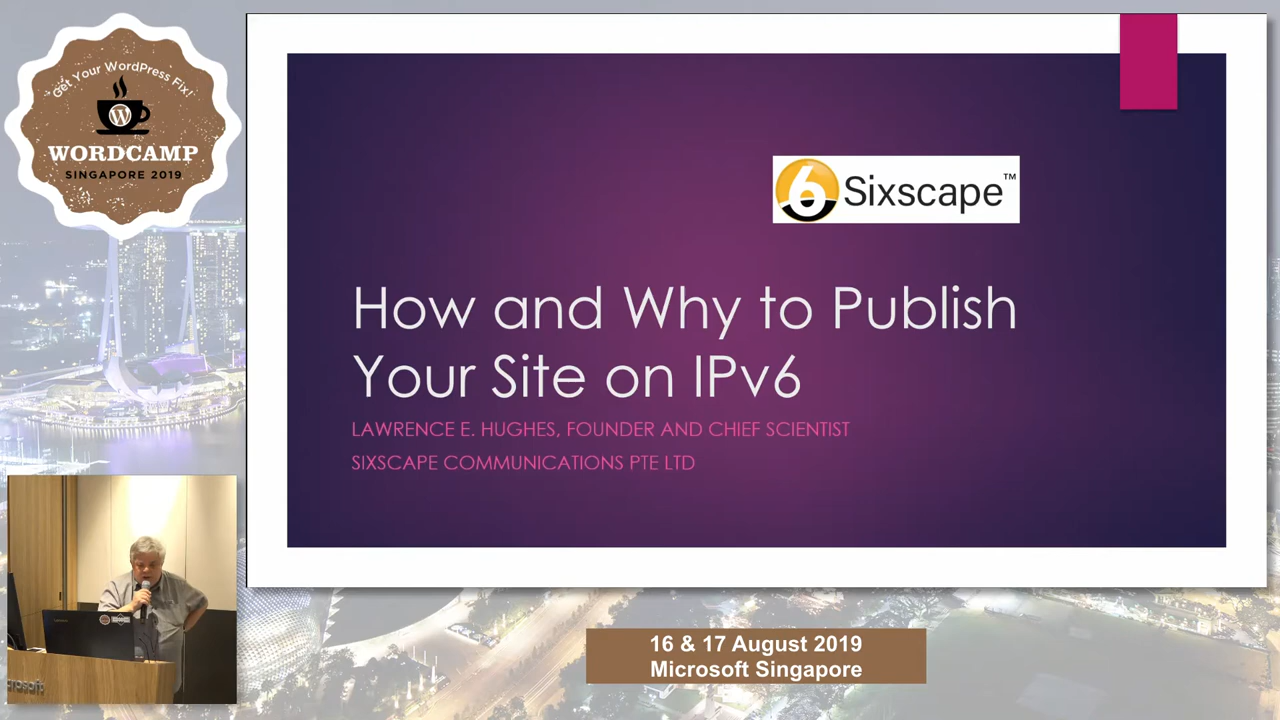 Get Your WordPress Fix!
W
WORDCAMP
SINGAPORE 2019
6 Sixscape™
How and Why to Publish
Your Site on IPv6
LAWRENCE E. HUGHES, FOUNDER AND CHIEF SCIENTIST
SIXSCAPE COMMUNICATIONS PTE LTD
16 & 17 August 2019
Microsoft Singapore